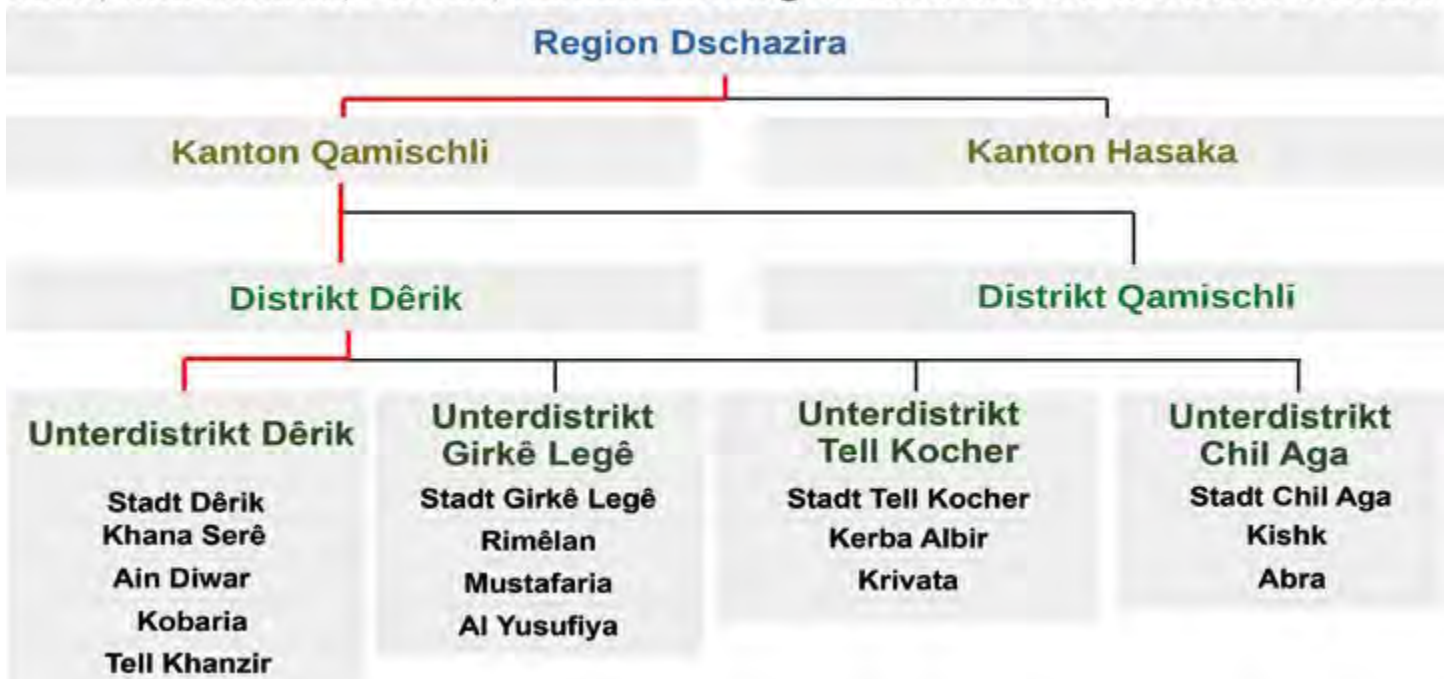 Region Dschazira
Kanton Qamischli
Kanton Hasaka
Distrikt Dêrik
Distrikt Qamischli
Unterdistrikt Dêrik
Stadt Dêrik
Khana Serê
Ain Diwar
Kobaria
Tell Khanzir
Unterdistrikt
Girkê Legê
Stadt Girkê Legê
Rimêlan
Mustafaria
Al Yusufiya
Unterdistrikt
Tell Kocher
Stadt Tell Kocher
Kerba Albir
Krivata
Unterdistrikt
Chil Aga
Stadt Chil Aga
Kishk
Abra